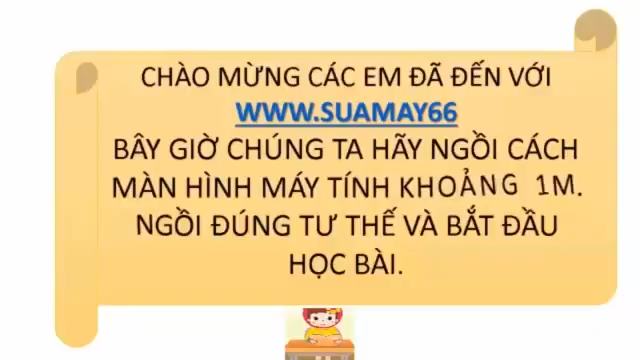 CHÀO MỪNG CÁC EM ĐÃ ĐẾN VỚI
WWW.SUAMAY66
BÂY GIỜ CHÚNG TA HÃY NGỒI CÁCH
MÀN HÌNH MÁY TÍNH KHOẢNG 1M.
NGỒI ĐÚNG TƯ THẾ VÀ BẮT ĐẦU
HỌC BÀI.